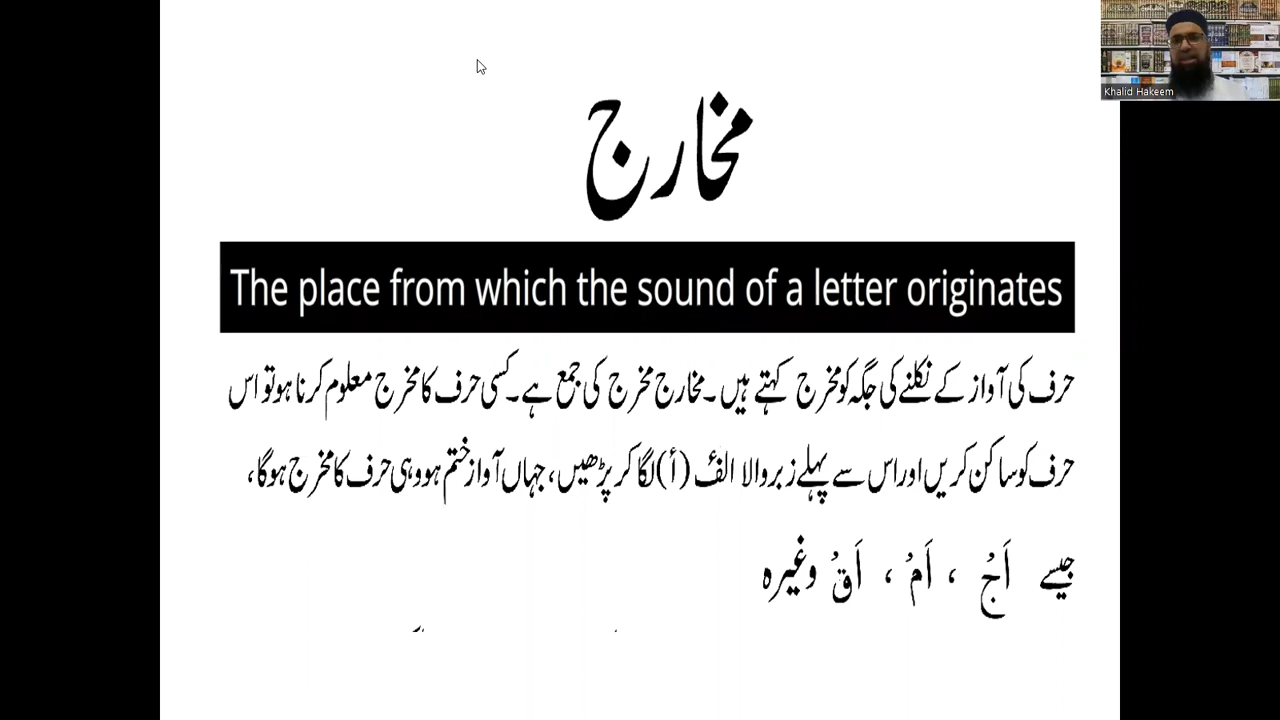 Khalid Hakeem
مخارج
The place from which the sound of a letter originates
حرف کی آواز کے نکلنے کی جگہ کو مخرج کہتے ہیں۔ مخارج مخرج کی جمع ہے۔ کسی حرف کا مخرج معلوم کرنا ہو تو اس
حرف کو ساکن کریں اور اس سے پہلے زبر والا الف (أ) لگا کر پڑھیں، جہاں آواز ختم ہو وہی حرف کا مخرج ہوگا،
جیسے اَجْ ، اَمْ ، اَقْ وغیرہ